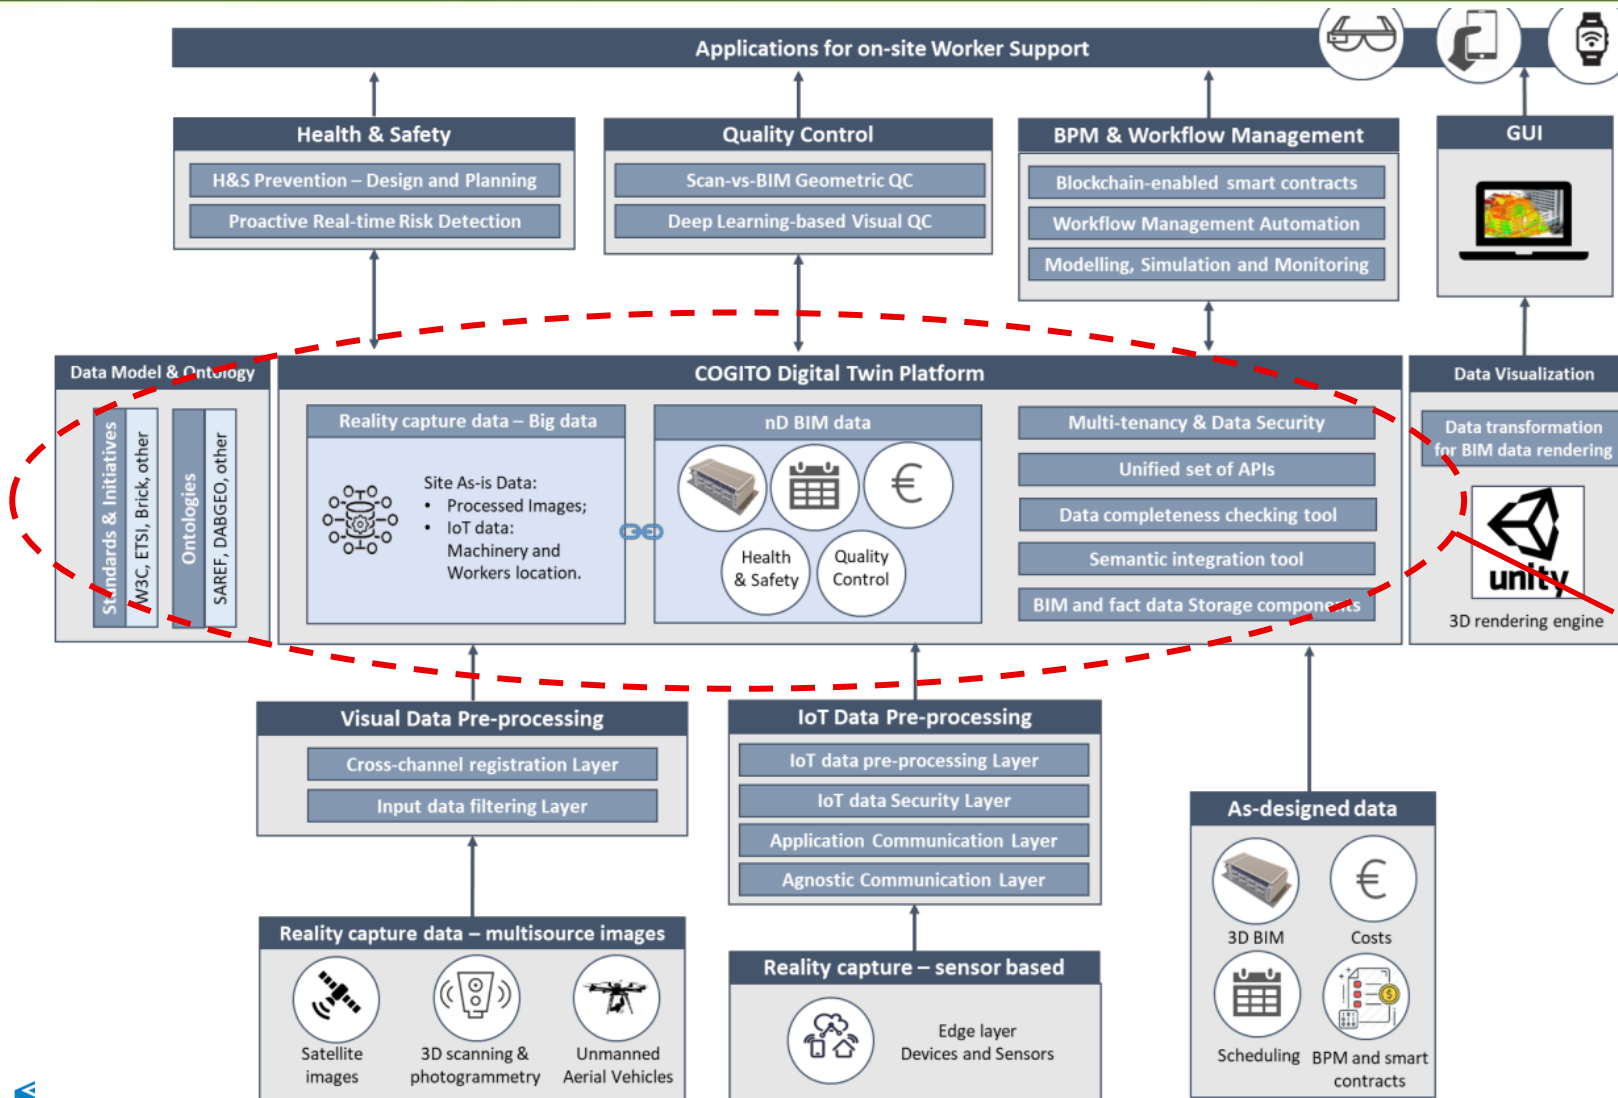 Applications for on-site Worker Support
Health & Safety
H&S Prevention – Design and Planning
Proactive Real-time Risk Detection
Quality Control
Scan-vs-BIM Geometric QC
Deep Learning-based Visual QC
BPM & Workflow Management
Blockchain-enabled smart contracts
Workflow Management Automation
Modelling, Simulation and Monitoring
GUI
Data Model & Ontology
Standards & Initiatives
W3C, ETSI, Brick, other
Ontologies
SAREF, DABGEO, other
COGITO Digital Twin Platform
Reality capture data – Big data
Site As-is Data:
• Processed Images;
• IoT data:
Machinery and
Workers location.
nD BIM data
€
Health
& Safety
Quality
Control
Multi-tenancy & Data Security
Unified set of APIs
Data completeness checking tool
Semantic integration tool
BIM and fact data Storage components
Data Visualization
Data transformation
for BIM data rendering
unity
3D rendering engine
Visual Data Pre-processing
Cross-channel registration Layer
Input data filtering Layer
IoT Data Pre-processing
IoT data pre-processing Layer
IoT data Security Layer
Application Communication Layer
Agnostic Communication Layer
As-designed data
€
3D BIM
Costs
Scheduling
BPM and smart
contracts
Reality capture data – multisource images
Satellite
images
3D scanning &
photogrammetry
Unmanned
Aerial Vehicles
Reality capture – sensor based
Edge layer
Devices and Sensors